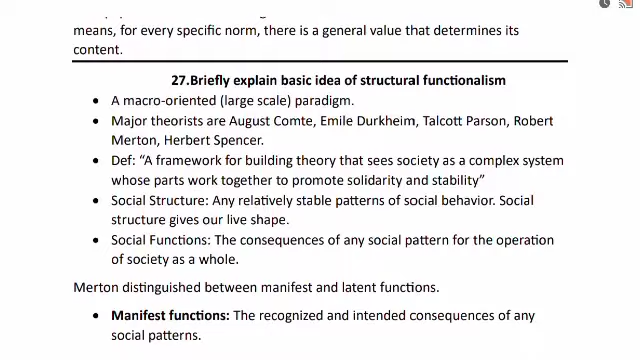 means, for every specific norm, there is a general value that determines its
content.
27.Briefly explain basic idea of structural functionalism
• A macro-oriented (large scale) paradigm.
• Major theorists are August Comte, Emile Durkheim, Talcott Parson, Robert
Merton, Herbert Spencer.
• Def: “A framework for building theory that sees society as a complex system
whose parts work together to promote solidarity and stability”
• Social Structure: Any relatively stable patterns of social behavior. Social
structure gives our live shape.
• Social Functions: The consequences of any social pattern for the operation
of society as a whole.
Merton distinguished between manifest and latent functions.
• Manifest functions: The recognized and intended consequences of any
social patterns.